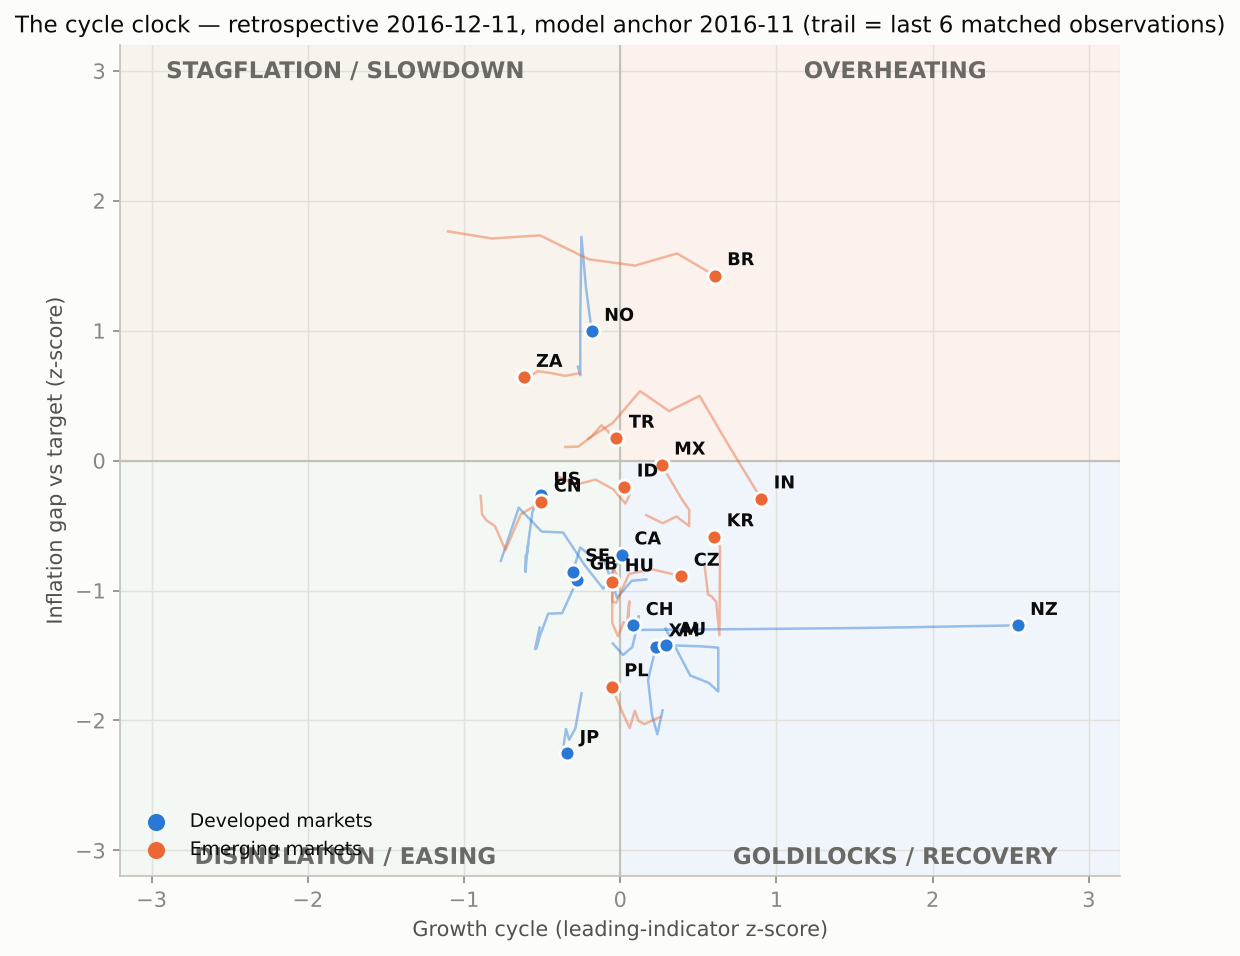 The cycle clock — retrospective 2016-12-11, model anchor 2016-11 (trail = last 6 matched observations)
STAGFLATION / SLOWDOWN
OVERHEATING
3
2
1
0
−1
−2
−3
Inflation gap vs target (z-score)
BR
NO
ZA
TR
MX
ID
US
CN
IN
KR
CA
SE
GB
HU
CZ
CH
NZ
XM
AU
PL
JP
Developed markets
Emerging markets
DISINFLATION / EASING
GOLDILOCKS / RECOVERY
−3
−2
−1
0
1
2
3
Growth cycle (leading-indicator z-score)